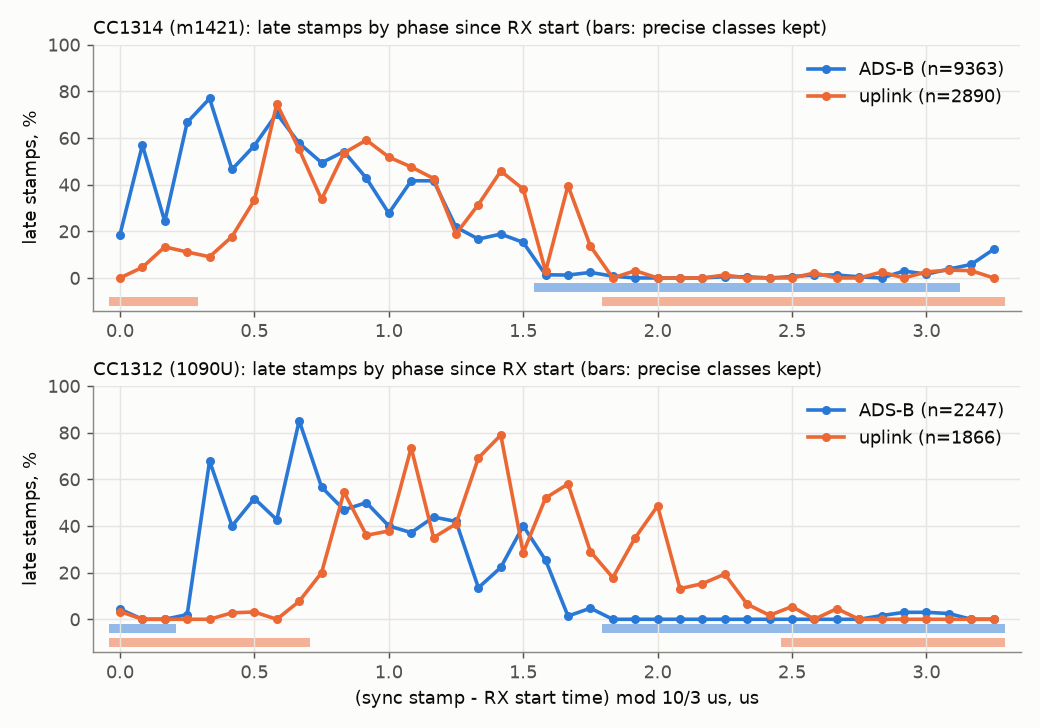 CC1314 (m1421): late stamps by phase since RX start (bars: precise classes kept)
100
80
60
40
20
0
late stamps, %
ADS-B (n=9363)
uplink (n=2890)
0.0 0.5 1.0 1.5 2.0 2.5 3.0
CC1312 (1090U): late stamps by phase since RX start (bars: precise classes kept)
100
80
60
40
20
0
late stamps, %
ADS-B (n=2247)
uplink (n=1866)
0.0 0.5 1.0 1.5 2.0 2.5 3.0
(sync stamp - RX start time) mod 10/3 us, us